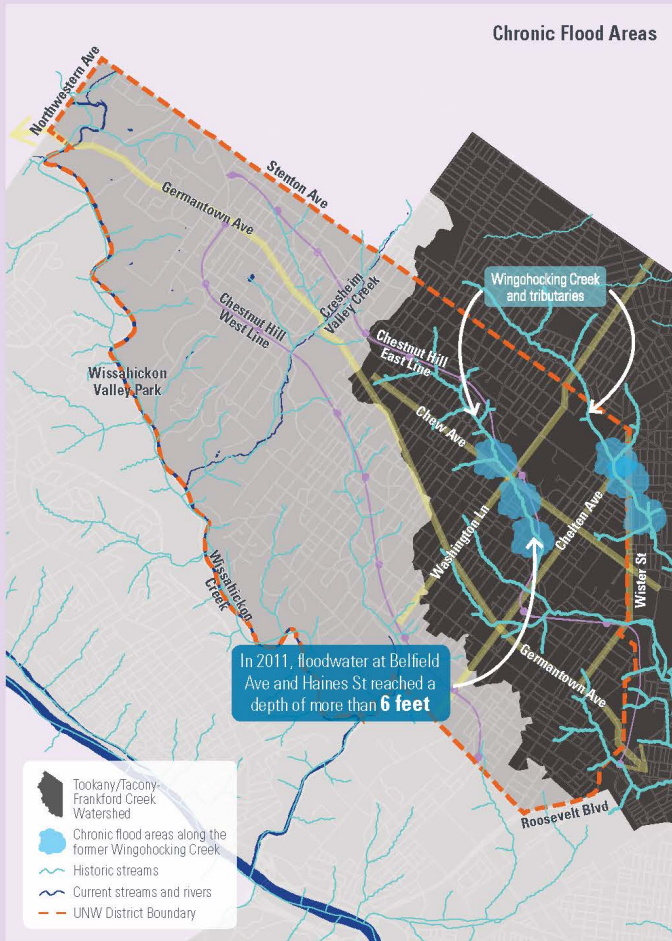 Chronic Flood Areas
Northwestern Ave
Stenton Ave
Germantown Ave
Wingohocking Creek
and tributaries
Cresheim
Valley Creek
Chestnut Hill
West Line
Chestnut Hill
East Line
Wissahickon
Valley Park
Chew Ave
Washington Ln
Chelten Ave
Wister St
Wissahickon
Creek
In 2011, floodwater at Belfield
Ave and Haines St reached a
depth of more than 6 feet
Germantown Ave
Roosevelt Blvd
Tookany/Tacony-
Frankford Creek
Watershed
Chronic flood areas along the
former Wingohocking Creek
Historic streams
Current streams and rivers
UNW District Boundary